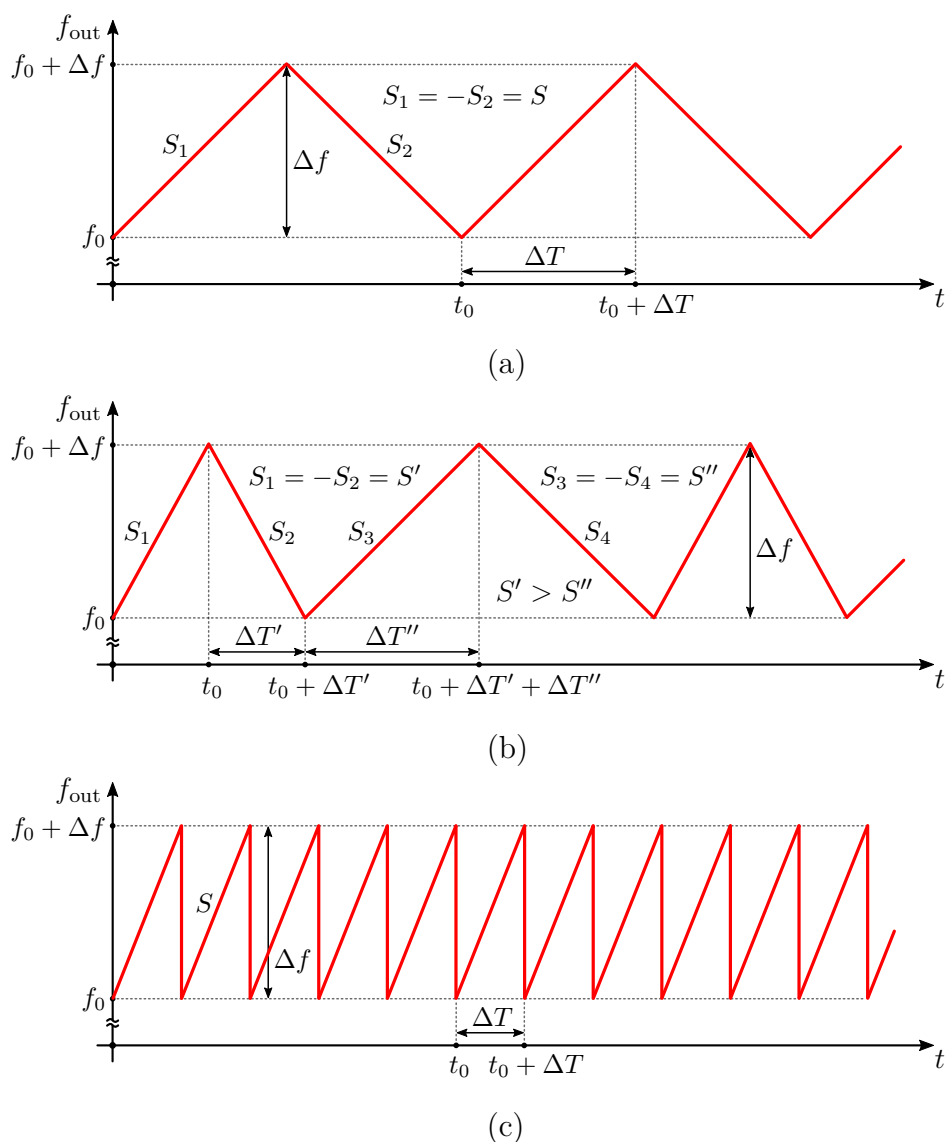 f_out
f_0 + Δf
S_1 = −S_2 = S
S_1
S_2
Δf
f_0
ΔT
t_0
t_0 + ΔT
t
(a)
f_out
f_0 + Δf
S_1 = −S_2 = S′
S_3 = −S_4 = S″
S_1
S_2
S_3
S_4
Δf
S′ > S″
f_0
ΔT′
ΔT″
t_0
t_0 + ΔT′
t_0 + ΔT′ + ΔT″
t
(b)
f_out
f_0 + Δf
S
Δf
f_0
ΔT
t_0
t_0 + ΔT
t
(c)